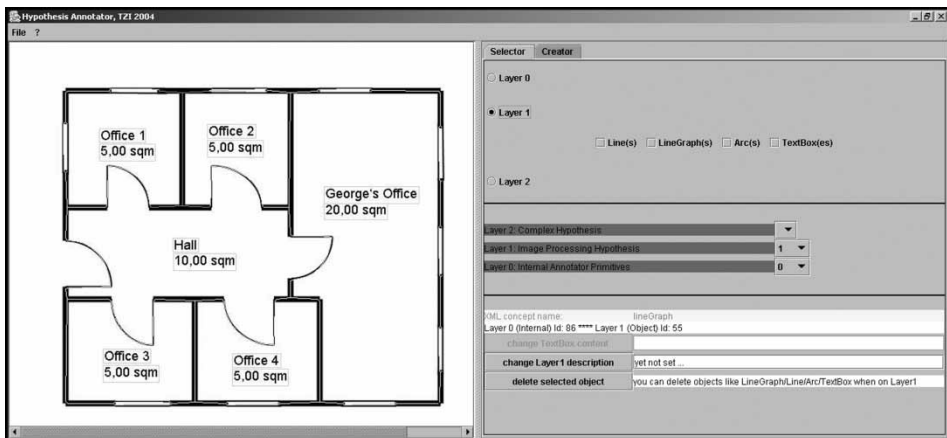 Hypothesis Annotator, TZI 2004
File ?
Office 1
5,00 sqm
Office 2
5,00 sqm
George's Office
20,00 sqm
Hall
10,00 sqm
Office 3
5,00 sqm
Office 4
5,00 sqm
Selector Creator
Layer 0
Layer 1
Line(s) LineGraph(s) Arc(s) TextBox(es)
Layer 2
Layer 2: Complex Hypothesis
Layer 1: Image Processing Hypothesis 1
Layer 0: Internal Annotator Primitives 0
XML concept name: lineGraph
Layer 0 (Internal) Id: 86 **** Layer 1 (Object) Id: 55
change TextBox content
change Layer1 description yet not set ...
delete selected object you can delete objects like LineGraph/Line/Arc/TextBox when on Layer1